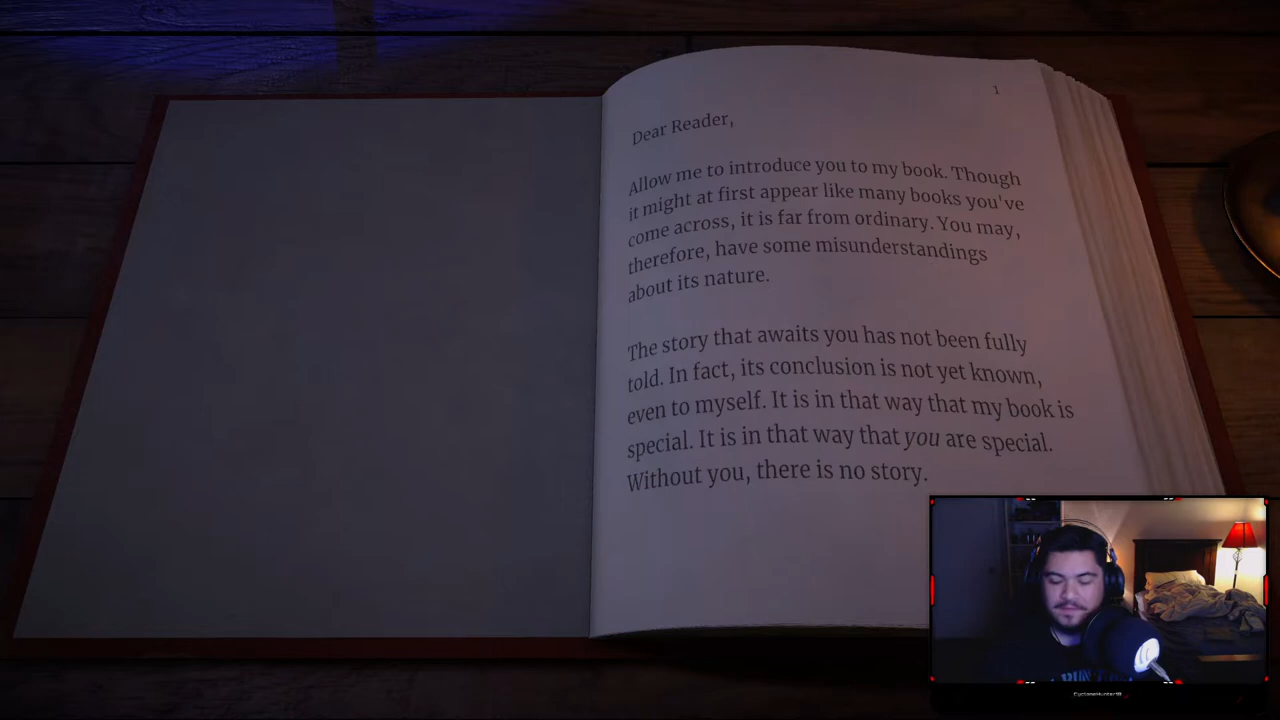 1
Dear Reader,
Allow me to introduce you to my book. Though
it might at first appear like many books you've
come across, it is far from ordinary. You may,
therefore, have some misunderstandings
about its nature.
The story that awaits you has not been fully
told. In fact, its conclusion is not yet known,
even to myself. It is in that way that my book is
special. It is in that way that you are special.
Without you, there is no story.
CycloneHunter18